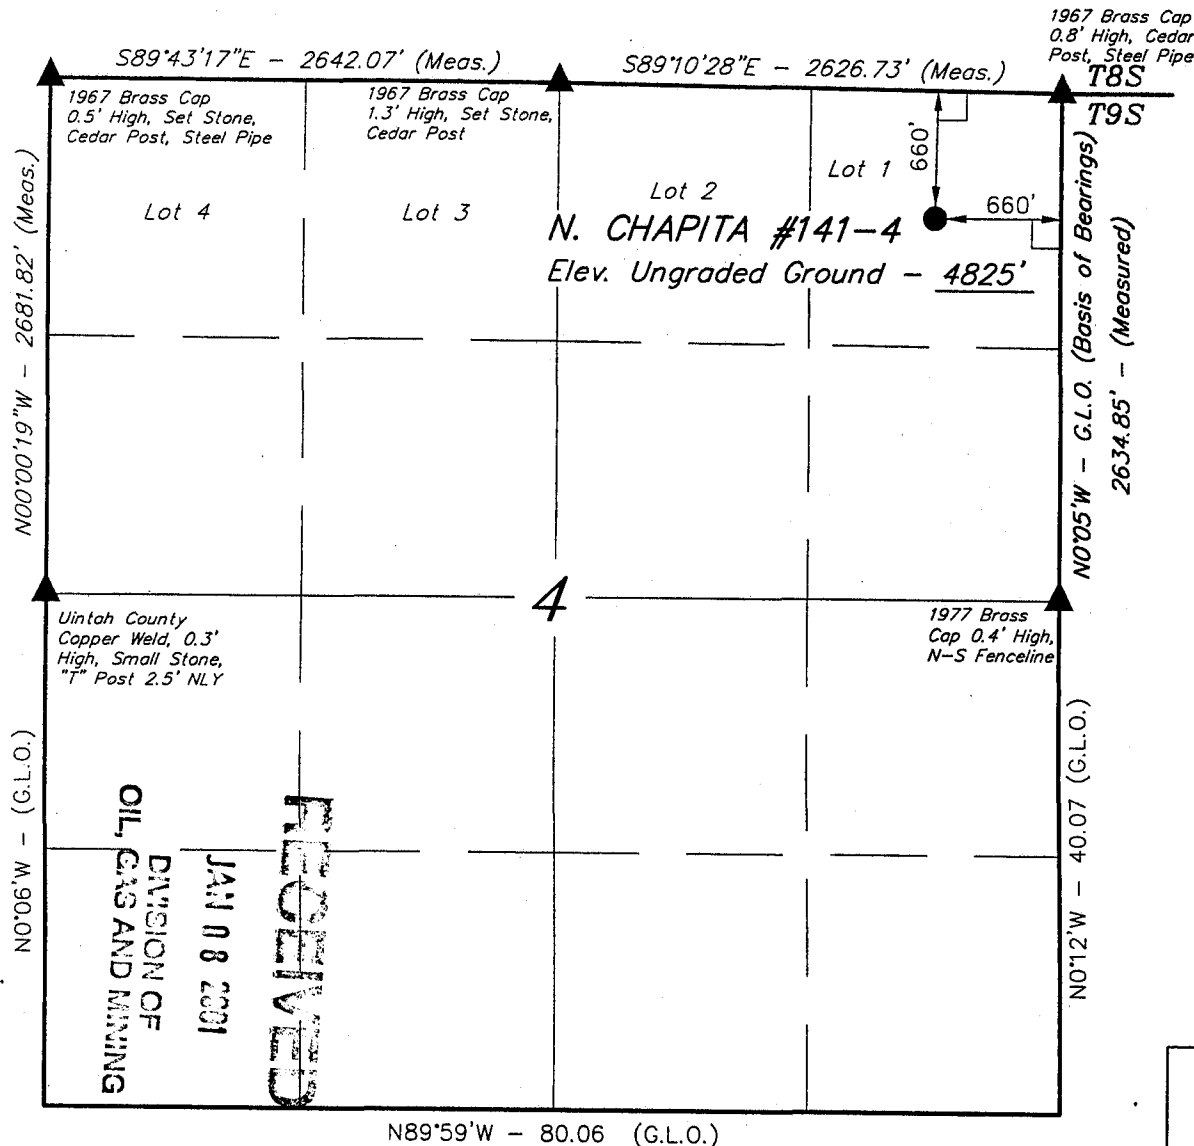 1967 Brass Cap
0.8' High, Cedar
Post, Steel Pipe
T8S
T9S
S89°43'17"E - 2642.07' (Meas.)
S89°10'28"E - 2626.73' (Meas.)
1967 Brass Cap
0.5' High, Set Stone,
Cedar Post, Steel Pipe
1967 Brass Cap
1.3' High, Set Stone,
Cedar Post
Lot 4
Lot 3
Lot 2
Lot 1
660'
660'
N. CHAPITA #141-4
Elev. Ungraded Ground - 4825'
N00°00'19"W - 2681.82' (Meas.)
N0°05'W - G.L.O. (Basis of Bearings)
2634.85' - (Measured)
4
Uintah County
Copper Weld, 0.3'
High, Small Stone,
"T" Post 2.5' NLY
1977 Brass
Cap 0.4' High,
N-S Fenceline
N0°06'W - (G.L.O.)
N0°12'W - 40.07 (G.L.O.)
RECEIVED
JAN 08 2001
DIVISION OF
OIL, GAS AND MINING
N89°59'W - 80.06 (G.L.O.)